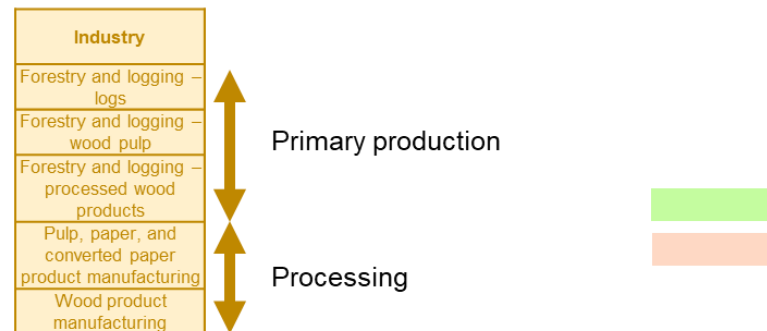 Industry
Forestry and logging –
logs
Forestry and logging –
wood pulp
Forestry and logging –
processed wood
products
Pulp, paper, and
converted paper
product manufacturing
Wood product
manufacturing
Primary production
Processing